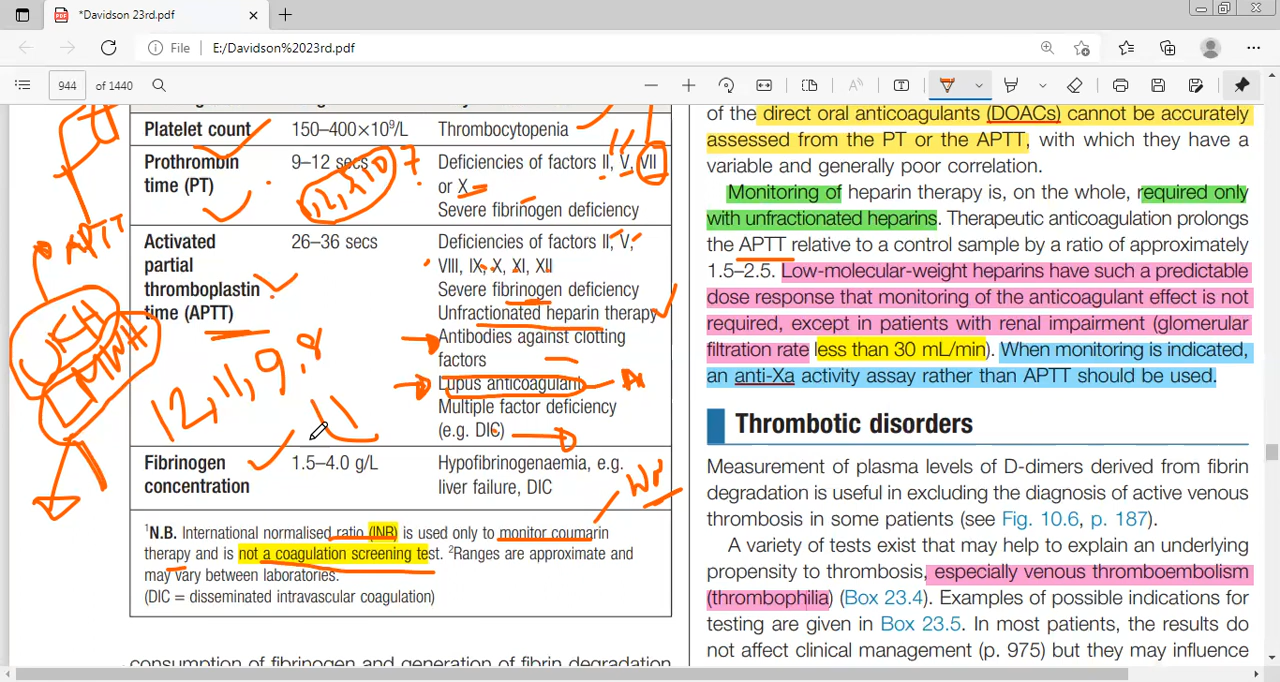 *Davidson 23rd.pdf
File
E:/Davidson%2023rd.pdf
944 of 1440
Platelet count 150–400×10⁹/L Thrombocytopenia
Prothrombin time (PT) 9–12 secs Deficiencies of factors II, V, VII
or X
Severe fibrinogen deficiency
Activated
partial
thromboplastin
time (APTT)
26–36 secs
Deficiencies of factors II, V,
VIII, IX, X, XI, XII
Severe fibrinogen deficiency
Unfractionated heparin therapy
Antibodies against clotting
factors
Lupus anticoagulant
Multiple factor deficiency
(e.g. DIC)
Fibrinogen
concentration
1.5–4.0 g/L
Hypofibrinogenaemia, e.g.
liver failure, DIC
¹N.B. International normalised ratio (INR) is used only to monitor coumarin
therapy and is not a coagulation screening test. ²Ranges are approximate and
may vary between laboratories.
(DIC = disseminated intravascular coagulation)
consumption of fibrinogen and generation of fibrin degradation
APTT
12, 11, 9. 8
7
of the direct oral anticoagulants (DOACs) cannot be accurately
assessed from the PT or the APTT, with which they have a
variable and generally poor correlation.
Monitoring of heparin therapy is, on the whole, required only
with unfractionated heparins. Therapeutic anticoagulation prolongs
the APTT relative to a control sample by a ratio of approximately
1.5–2.5. Low-molecular-weight heparins have such a predictable
dose response that monitoring of the anticoagulant effect is not
required, except in patients with renal impairment (glomerular
filtration rate less than 30 mL/min). When monitoring is indicated,
an anti-Xa activity assay rather than APTT should be used.
Thrombotic disorders
Measurement of plasma levels of D-dimers derived from fibrin
degradation is useful in excluding the diagnosis of active venous
thrombosis in some patients (see Fig. 10.6, p. 187).
A variety of tests exist that may help to explain an underlying
propensity to thrombosis, especially venous thromboembolism
(thrombophilia) (Box 23.4). Examples of possible indications for
testing are given in Box 23.5. In most patients, the results do
not affect clinical management (p. 975) but they may influence